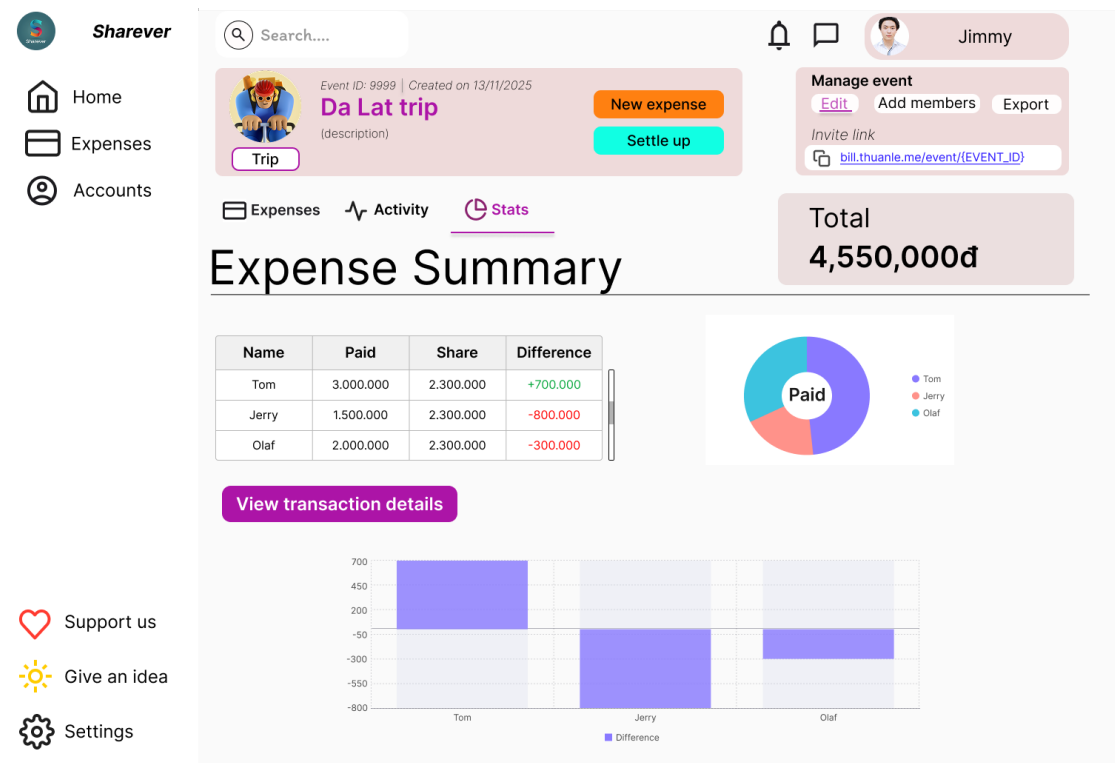 Sharever
Sharever
Home
Expenses
Accounts
Support us
Give an idea
Settings
Search....
Jimmy
Event ID: 9999 | Created on 13/11/2025
Da Lat trip
(description)
Trip
New expense
Settle up
Manage event
Edit Add members Export
Invite link
bill.thuanle.me/event/{EVENT_ID}
Expenses Activity Stats
Total
4,550,000đ
Expense Summary
Name Paid Share Difference
Tom 3.000.000 2.300.000 +700.000
Jerry 1.500.000 2.300.000 -800.000
Olaf 2.000.000 2.300.000 -300.000
Paid
Tom
Jerry
Olaf
View transaction details
700
450
200
-50
-300
-550
-800
Tom Jerry Olaf
Difference